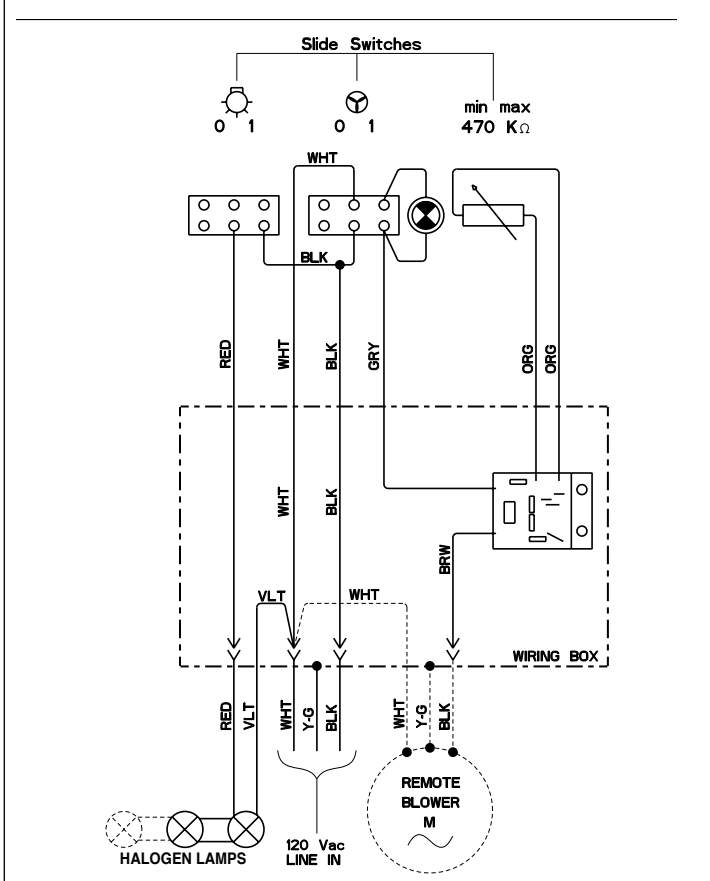 Slide Switches
min max
0 1
0 1
470 KΩ
WHT
BLK
RED
WHT
BLK
GRY
ORG
ORG
WHT
BLK
BRW
VLT
WHT
WIRING BOX
RED
VLT
WHT
Y-G
BLK
WHT
Y-G
BLK
REMOTE
BLOWER
M
120 Vac
LINE IN
HALOGEN LAMPS